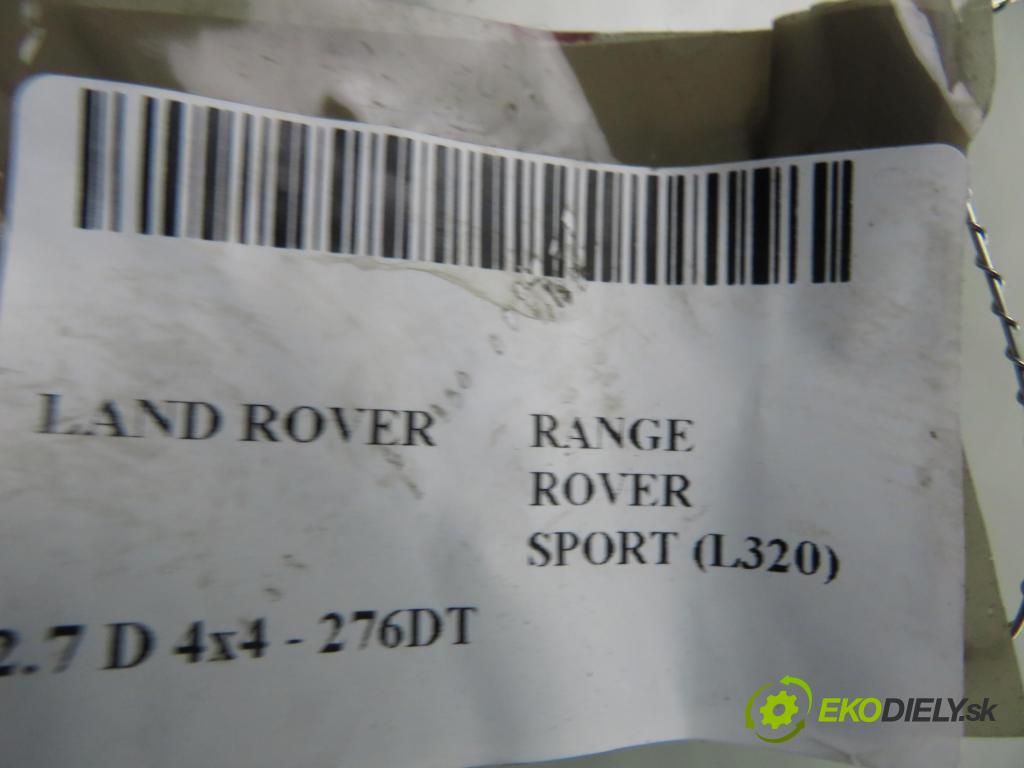 LAND ROVER
RANGE
ROVER
SPORT (L320)
2.7 D 4x4 - 276DT
EKODIELY.sk